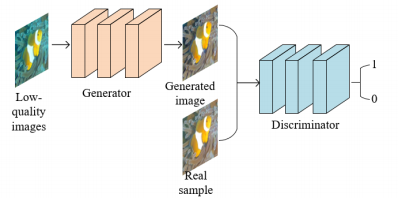 Low-
quality
images
Generator
Generated
image
Real
sample
Discriminator
1
0